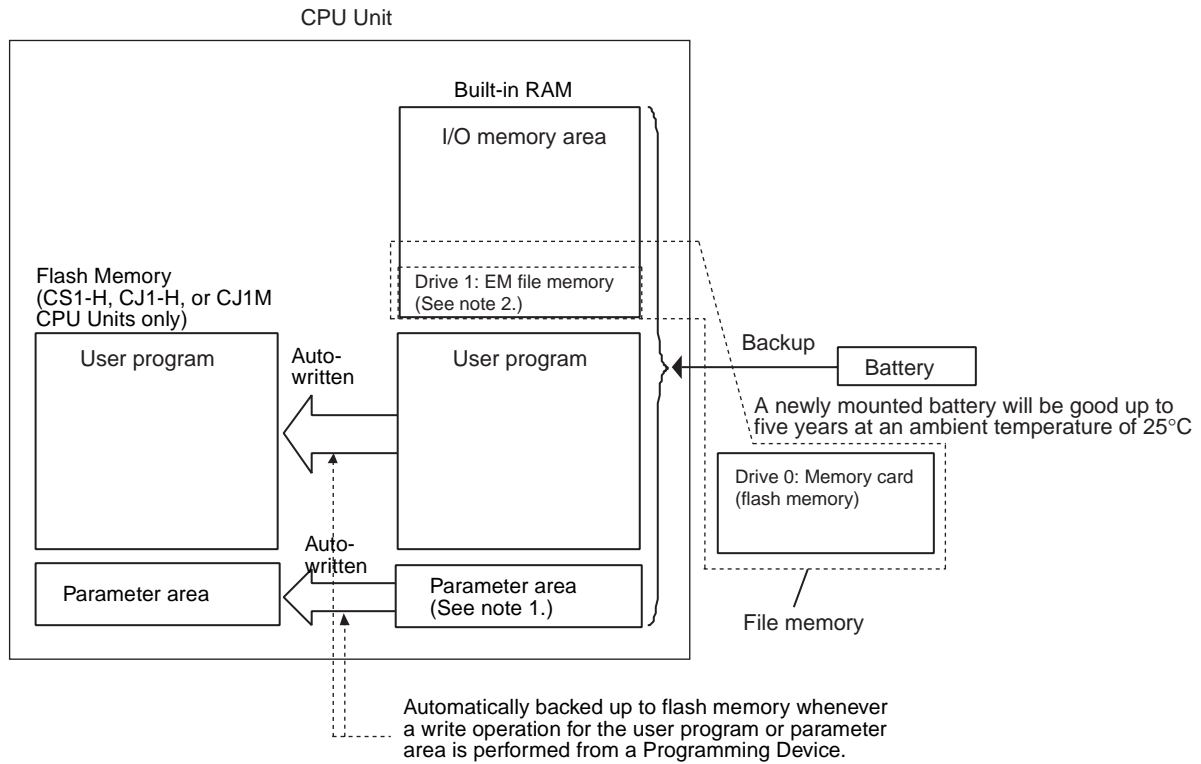 CPU Unit
Built-in RAM
I/O memory area
Drive 1: EM file memory
(See note 2.)
Flash Memory
(CS1-H, CJ1-H, or CJ1M
CPU Units only)
User program
Auto-
written
User program
Backup
Battery
A newly mounted battery will be good up to
five years at an ambient temperature of 25°C
Drive 0: Memory card
(flash memory)
Auto-
written
Parameter area
Parameter area
(See note 1.)
File memory
Automatically backed up to flash memory whenever
a write operation for the user program or parameter
area is performed from a Programming Device.